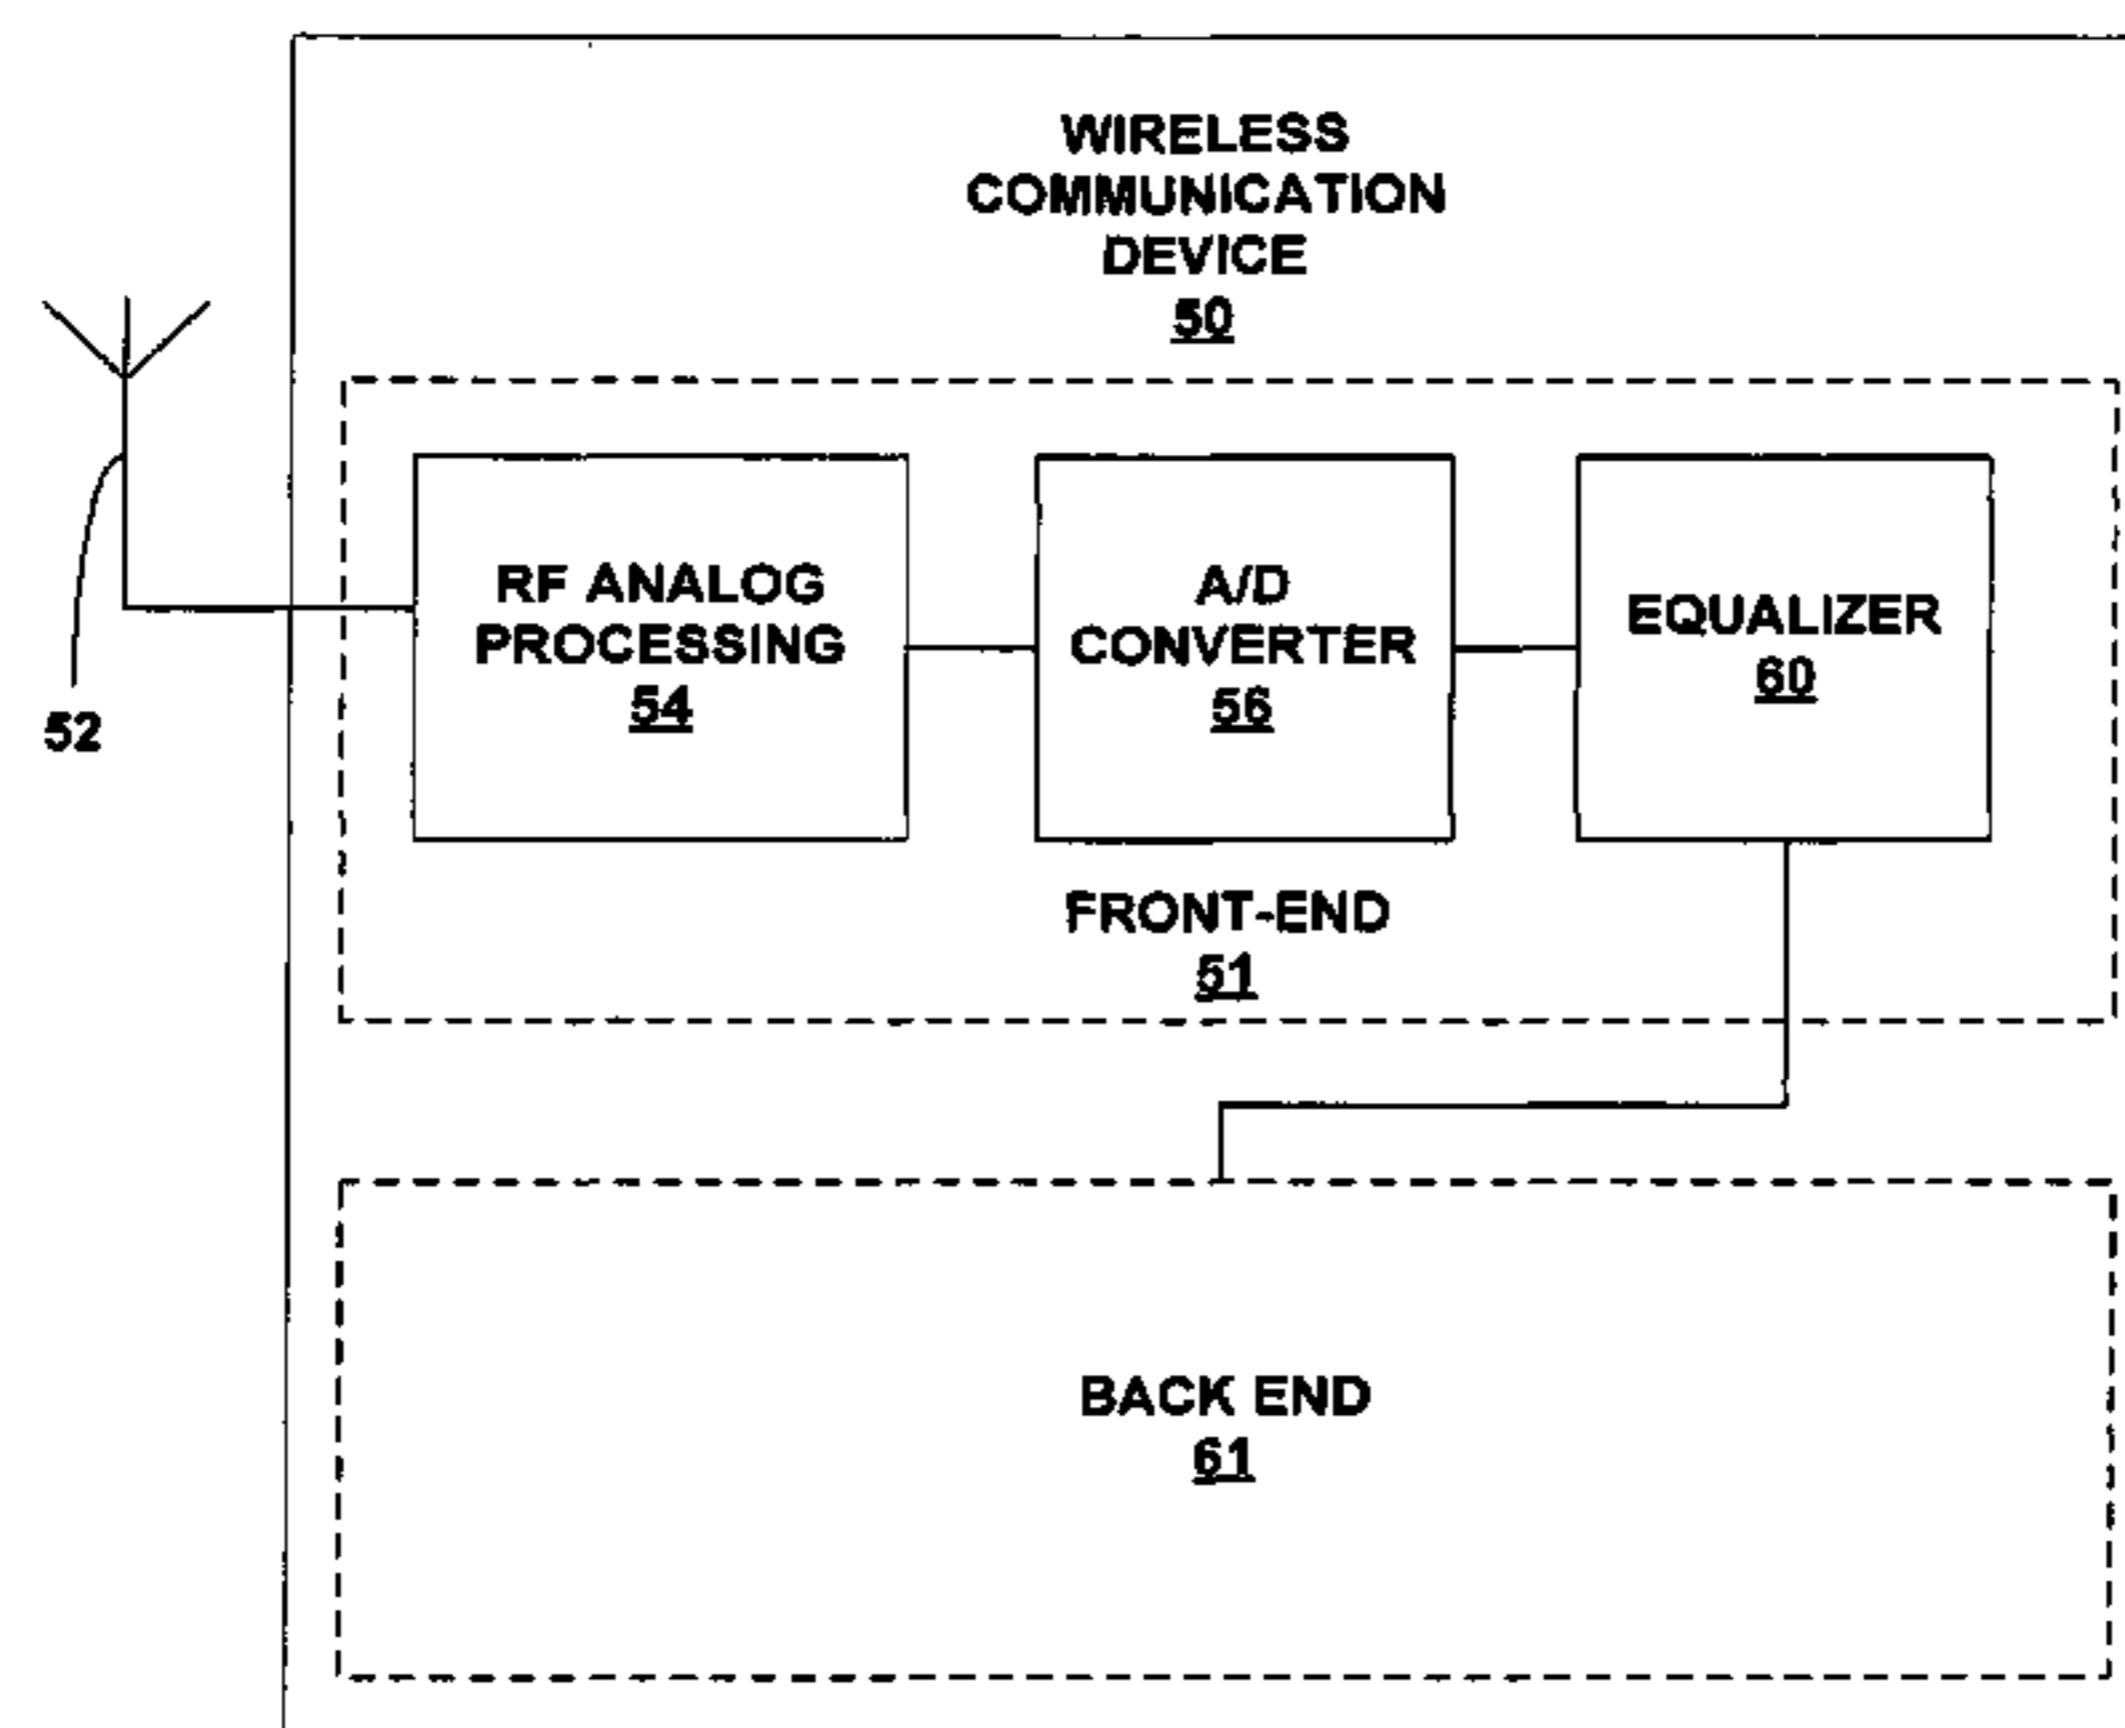 WIRELESS
COMMUNICATION
DEVICE
50
RF ANALOG
PROCESSING
54
A/D
CONVERTER
56
EQUALIZER
60
52
FRONT-END
51
BACK END
61